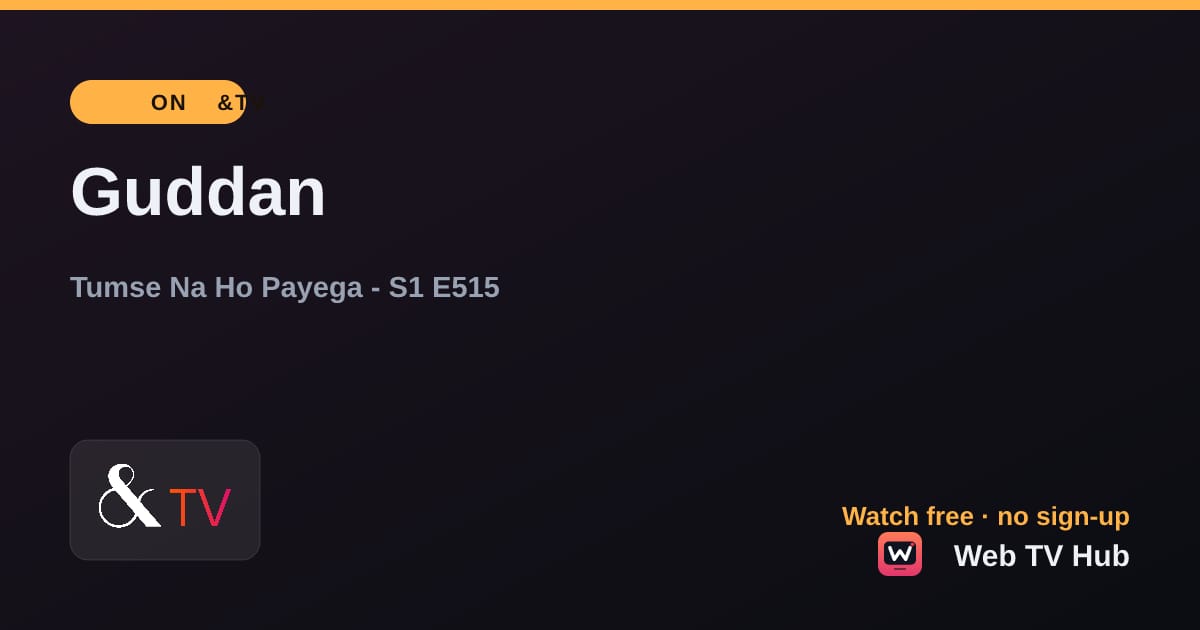 ON &TV
Guddan
Tumse Na Ho Payega - S1 E515
&TV
Watch free · no sign-up
W Web TV Hub